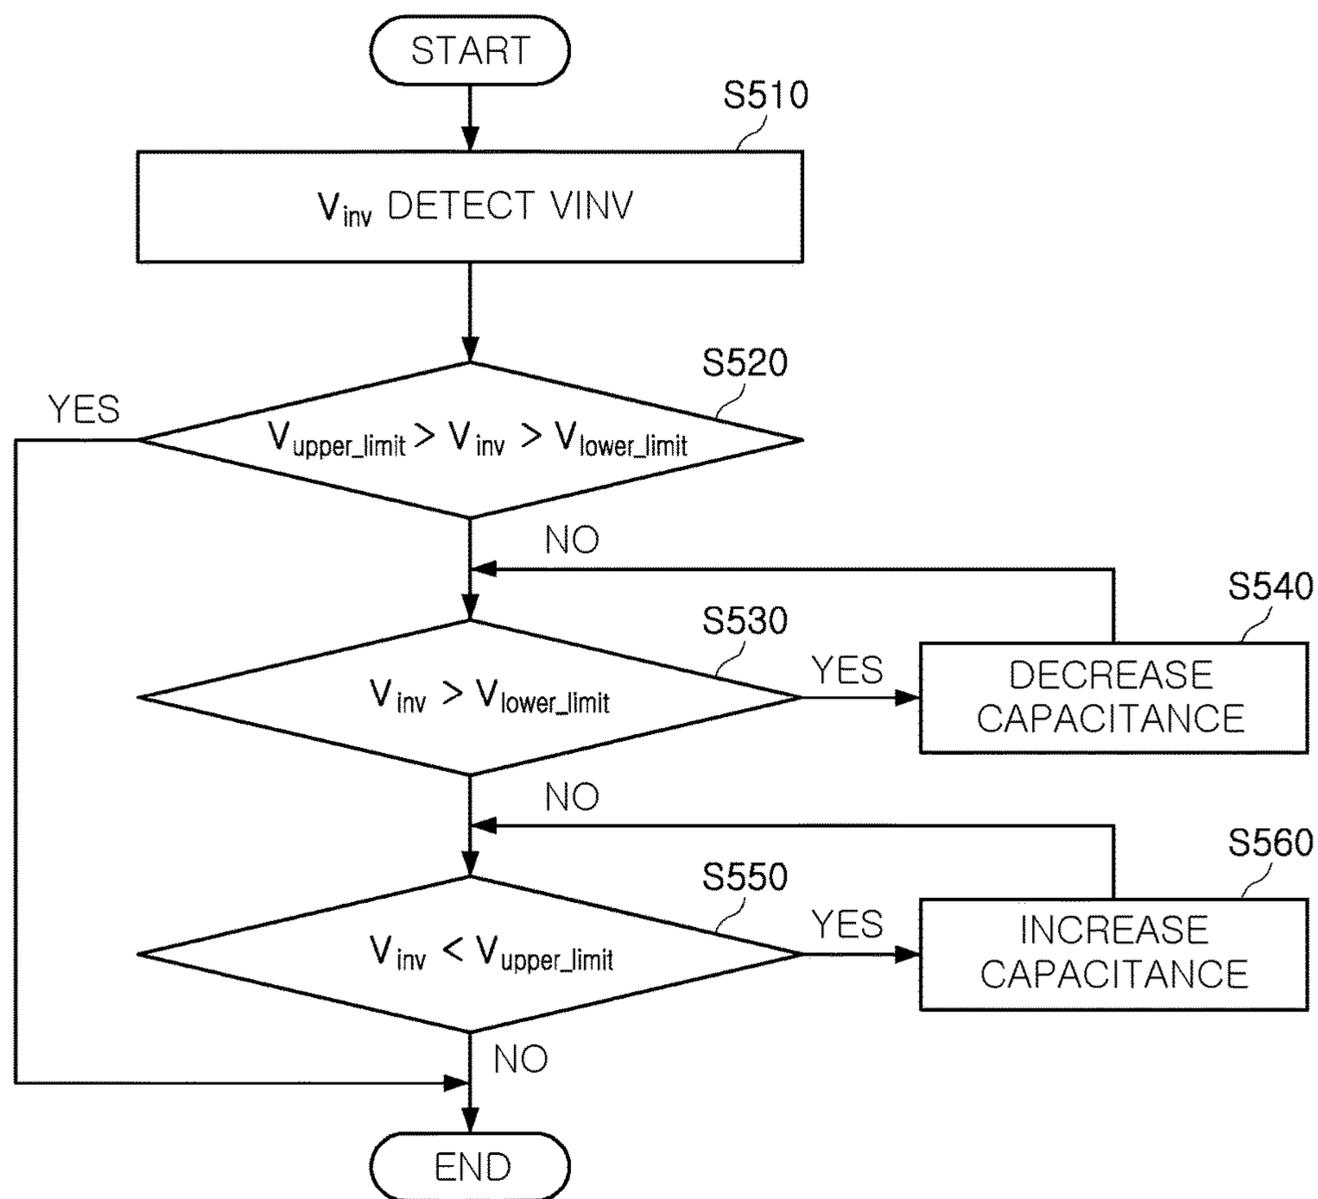 START
S510
Vinv DETECT VINV
S520
YES
Vupper_limit > Vinv > Vlower_limit
NO
S540
S530
YES
DECREASE
CAPACITANCE
Vinv > Vlower_limit
NO
S560
S550
YES
INCREASE
CAPACITANCE
Vinv < Vupper_limit
NO
END